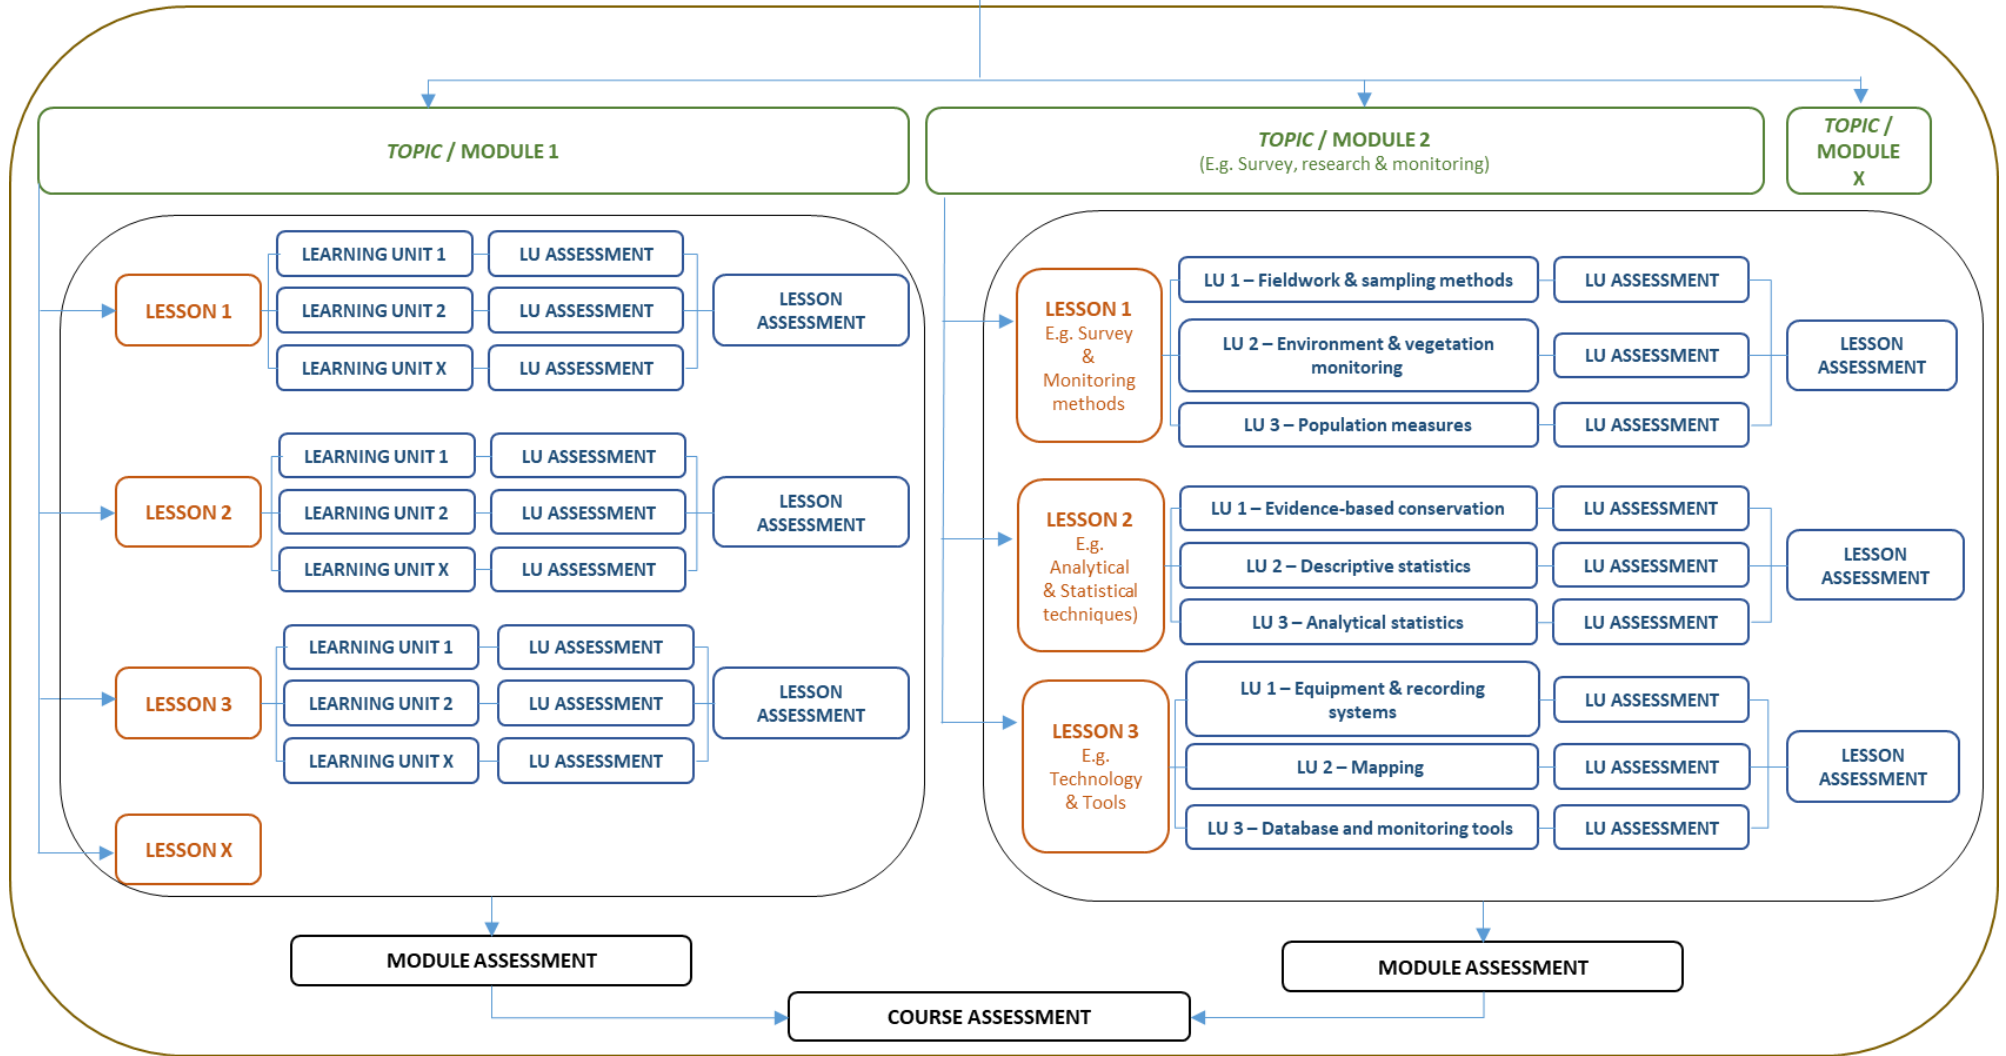 TOPIC / MODULE 1
TOPIC / MODULE 2
(E.g. Survey, research & monitoring)
TOPIC /
MODULE
X
LESSON 1
LEARNING UNIT 1
LU ASSESSMENT
LEARNING UNIT 2
LU ASSESSMENT
LEARNING UNIT X
LU ASSESSMENT
LESSON
ASSESSMENT
LESSON 2
LEARNING UNIT 1
LU ASSESSMENT
LEARNING UNIT 2
LU ASSESSMENT
LEARNING UNIT X
LU ASSESSMENT
LESSON
ASSESSMENT
LESSON 3
LEARNING UNIT 1
LU ASSESSMENT
LEARNING UNIT 2
LU ASSESSMENT
LEARNING UNIT X
LU ASSESSMENT
LESSON
ASSESSMENT
LESSON X
MODULE ASSESSMENT
LESSON 1
E.g. Survey
&
Monitoring
methods
LU 1 – Fieldwork & sampling methods
LU ASSESSMENT
LU 2 – Environment & vegetation
monitoring
LU ASSESSMENT
LU 3 – Population measures
LU ASSESSMENT
LESSON
ASSESSMENT
LESSON 2
E.g.
Analytical
& Statistical
techniques)
LU 1 – Evidence-based conservation
LU ASSESSMENT
LU 2 – Descriptive statistics
LU ASSESSMENT
LU 3 – Analytical statistics
LU ASSESSMENT
LESSON
ASSESSMENT
LESSON 3
E.g.
Technology
& Tools
LU 1 – Equipment & recording
systems
LU ASSESSMENT
LU 2 – Mapping
LU ASSESSMENT
LU 3 – Database and monitoring tools
LU ASSESSMENT
LESSON
ASSESSMENT
MODULE ASSESSMENT
COURSE ASSESSMENT